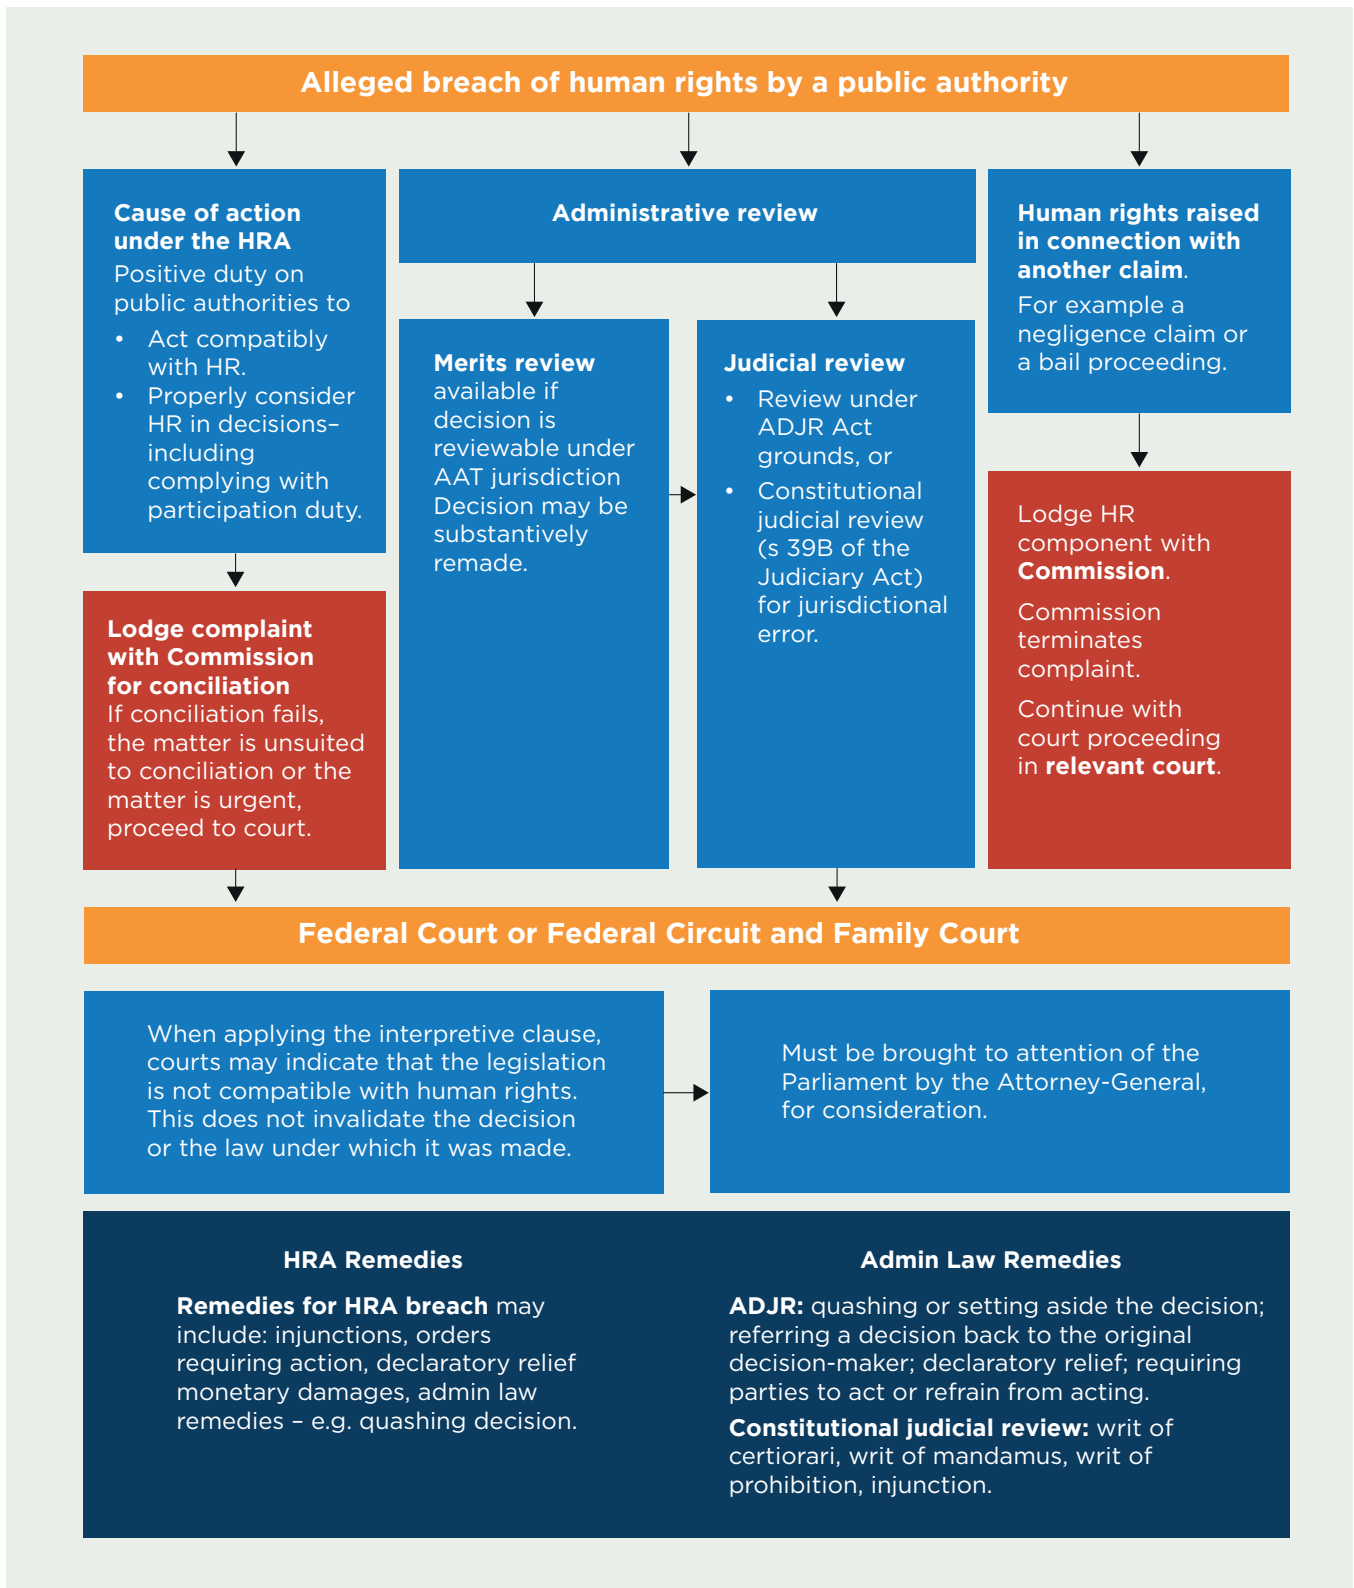 Alleged breach of human rights by a public authority
Cause of action
under the HRA
Positive duty on
public authorities to
• Act compatibly
with HR.
• Properly consider
HR in decisions–
including
complying with
participation duty.
Lodge complaint
with Commission
for conciliation
If conciliation fails,
the matter is unsuited
to conciliation or the
matter is urgent,
proceed to court.
Administrative review
Merits review
available if
decision is
reviewable under
AAT jurisdiction
Decision may be
substantively
remade.
Judicial review
• Review under
ADJR Act
grounds, or
• Constitutional
judicial review
(s 39B of the
Judiciary Act)
for jurisdictional
error.
Human rights raised
in connection with
another claim.
For example a
negligence claim or
a bail proceeding.
Lodge HR
component with
Commission.
Commission
terminates
complaint.
Continue with
court proceeding
in relevant court.
Federal Court or Federal Circuit and Family Court
When applying the interpretive clause,
courts may indicate that the legislation
is not compatible with human rights.
This does not invalidate the decision
or the law under which it was made.
Must be brought to attention of the
Parliament by the Attorney-General,
for consideration.
HRA Remedies
Remedies for HRA breach may
include: injunctions, orders
requiring action, declaratory relief
monetary damages, admin law
remedies – e.g. quashing decision.
Admin Law Remedies
ADJR: quashing or setting aside the decision;
referring a decision back to the original
decision-maker; declaratory relief; requiring
parties to act or refrain from acting.
Constitutional judicial review: writ of
certiorari, writ of mandamus, writ of
prohibition, injunction.